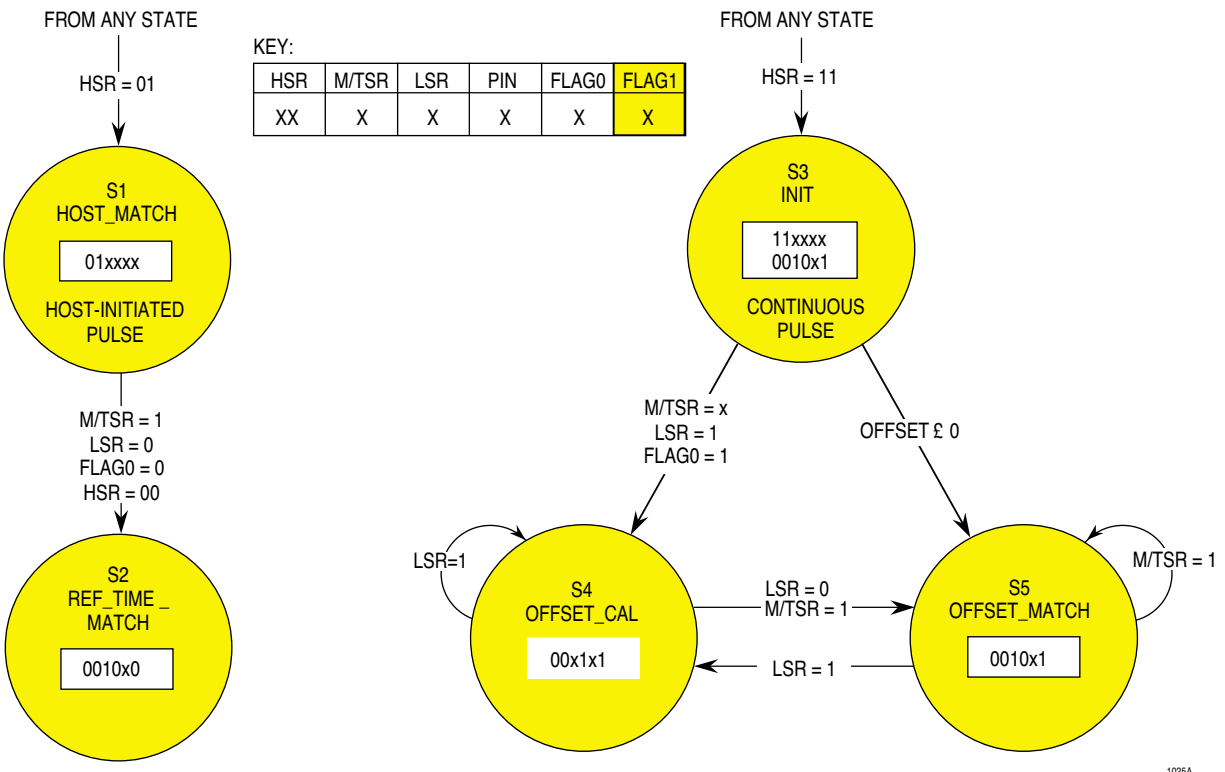 FROM ANY STATE
HSR = 01
KEY:
HSR M/TSR LSR PIN FLAG0 FLAG1
XX X X X X X
FROM ANY STATE
HSR = 11
S1
HOST_MATCH
01xxxx
HOST-INITIATED
PULSE
S3
INIT
11xxxx
0010x1
CONTINUOUS
PULSE
M/TSR = 1
LSR = 0
FLAG0 = 0
HSR = 00
M/TSR = x
LSR = 1
FLAG0 = 1
OFFSET £ 0
S2
REF_TIME _
MATCH
0010x0
LSR=1
S4
OFFSET_CAL
00x1x1
LSR = 0
M/TSR = 1
LSR = 1
S5
OFFSET_MATCH
0010x1
M/TSR = 1
1025A